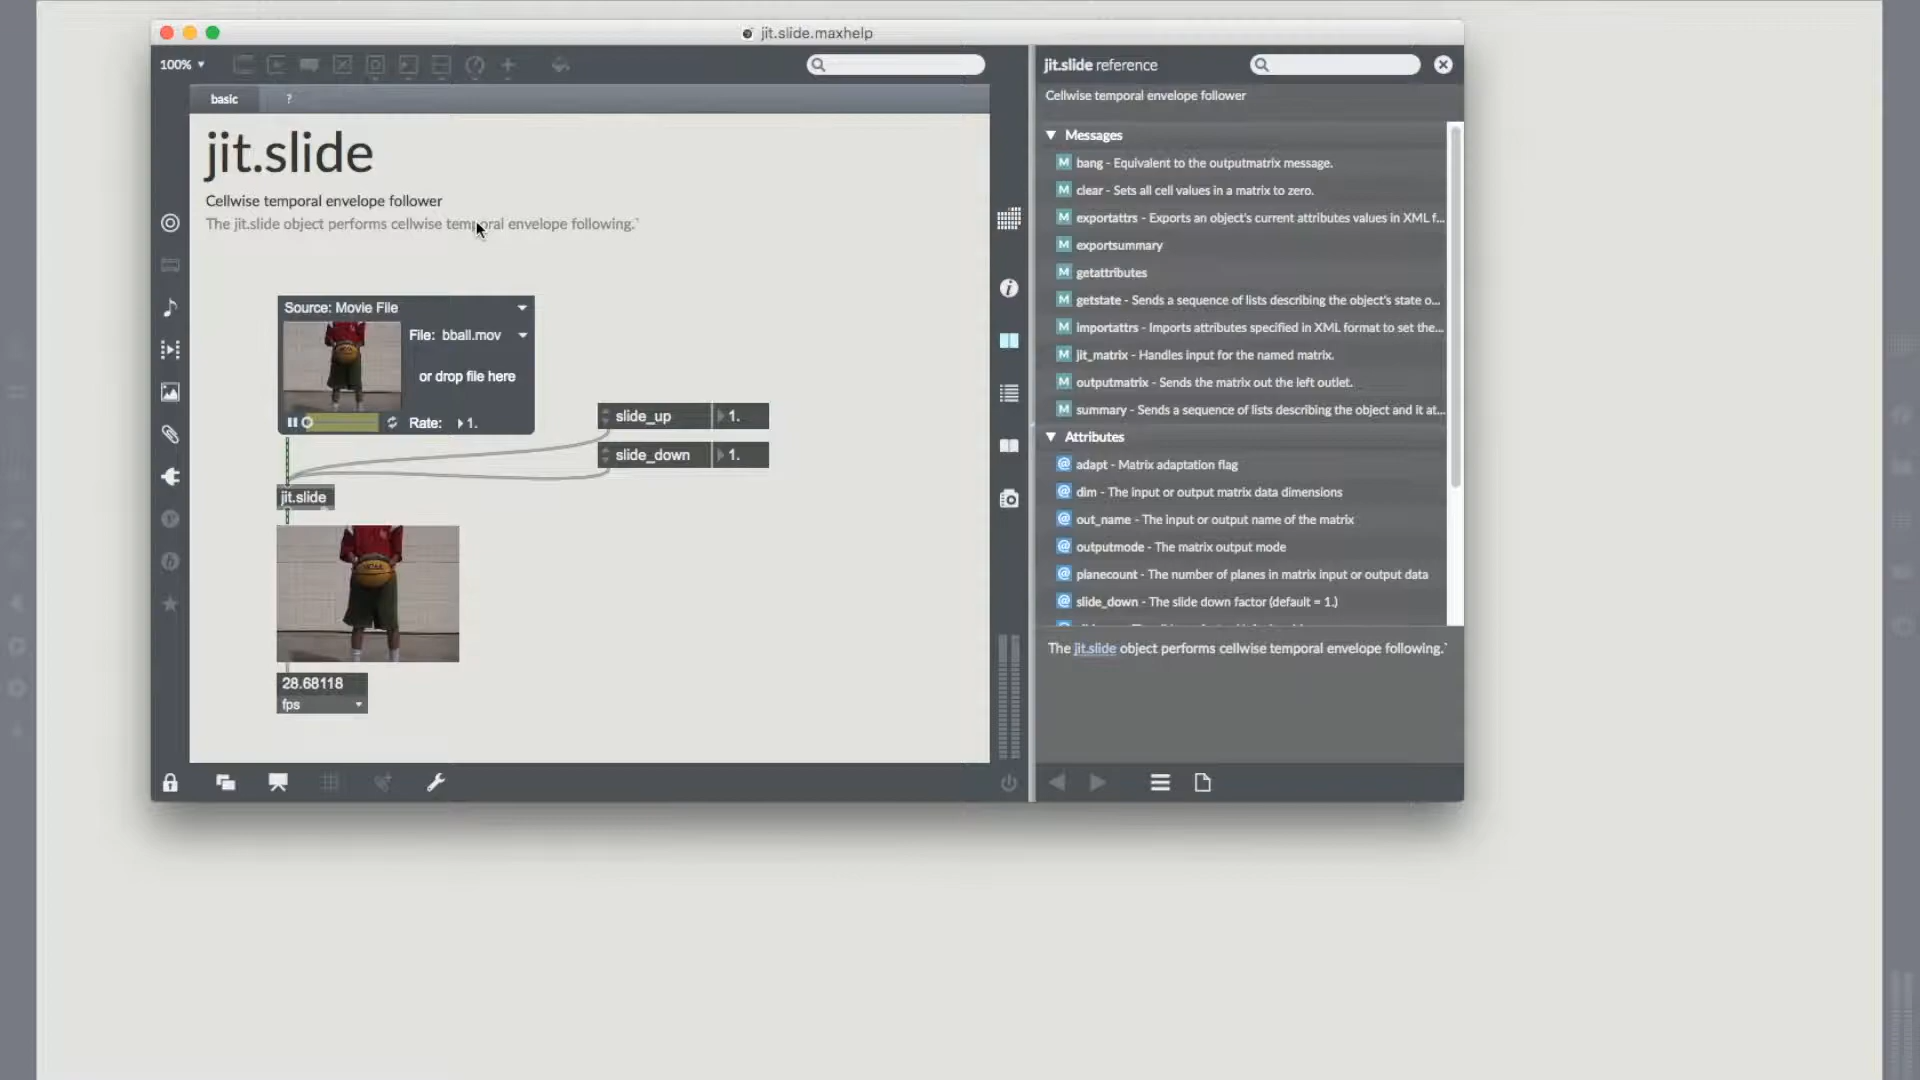 jit.slide.maxhelp
100%
jit.slide reference
Cellwise temporal envelope follower
basic
?
jit.slide
Cellwise temporal envelope follower
The jit.slide object performs cellwise temporal envelope following.`
Source: Movie File
File: bball.mov
or drop file here
Rate: 1.
slide_up 1.
slide_down 1.
jit.slide
28.68118
fps
Messages
M bang - Equivalent to the outputmatrix message.
M clear - Sets all cell values in a matrix to zero.
M exportattrs - Exports an object's current attributes values in XML f...
M exportsummary
M getattributes
M getstate - Sends a sequence of lists describing the object's state o...
M importattrs - Imports attributes specified in XML format to set the...
M jit_matrix - Handles input for the named matrix.
M outputmatrix - Sends the matrix out the left outlet.
M summary - Sends a sequence of lists describing the object and it at...
Attributes
@ adapt - Matrix adaptation flag
@ dim - The input or output matrix data dimensions
@ out_name - The input or output name of the matrix
@ outputmode - The matrix output mode
@ planecount - The number of planes in matrix input or output data
@ slide_down - The slide down factor (default = 1.)
The jit.slide object performs cellwise temporal envelope following.`